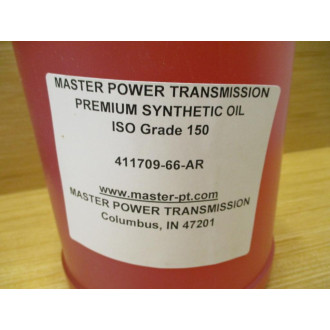 MASTER POWER TRANSMISSION
PREMIUM SYNTHETIC OIL
ISO Grade 150
411709-66-AR
www.master-pt.com
MASTER POWER TRANSMISSION
Columbus, IN 47201